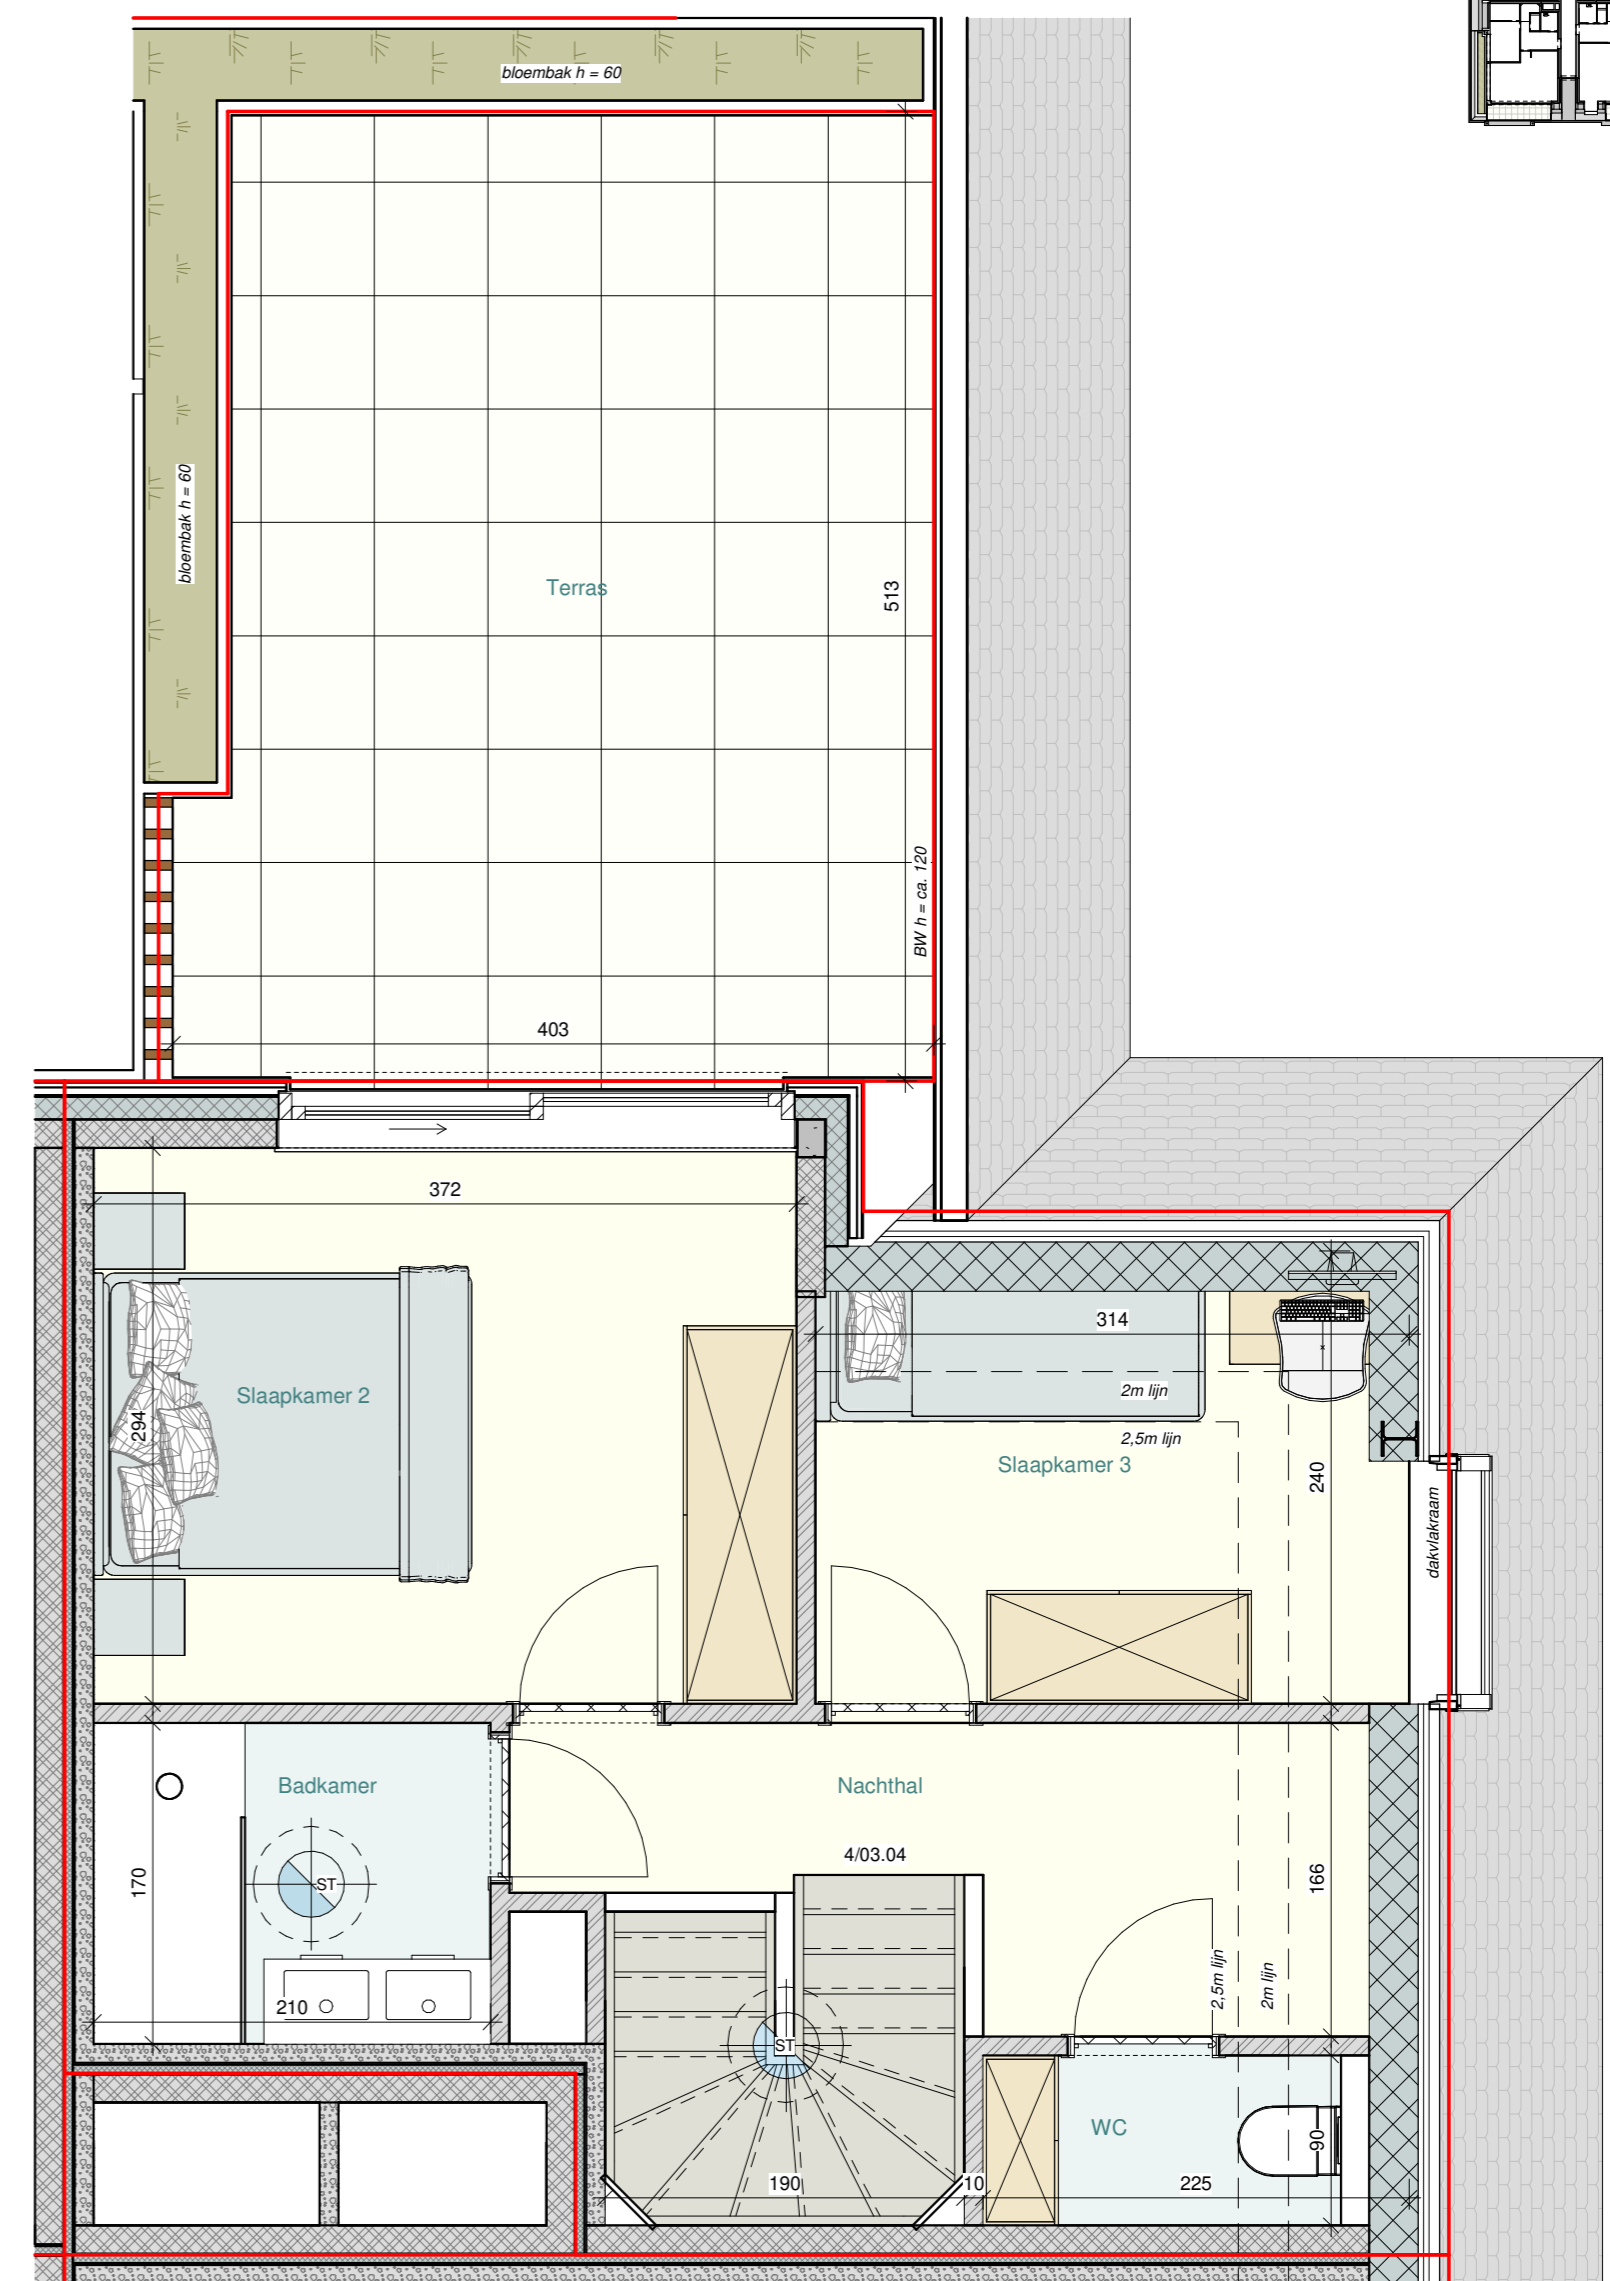 bloembak h = 60
bloembak h = 60
Terras
513
BW h = ca. 120
403
372
314
2m lijn
Slaapkamer 2
294
2,5m lijn
Slaapkamer 3
240
dakvlakraam
Badkamer
Nachthal
4/03.04
170
ST
166
2,5m lijn
2m lijn
210
ST
WC
90
190
10
225